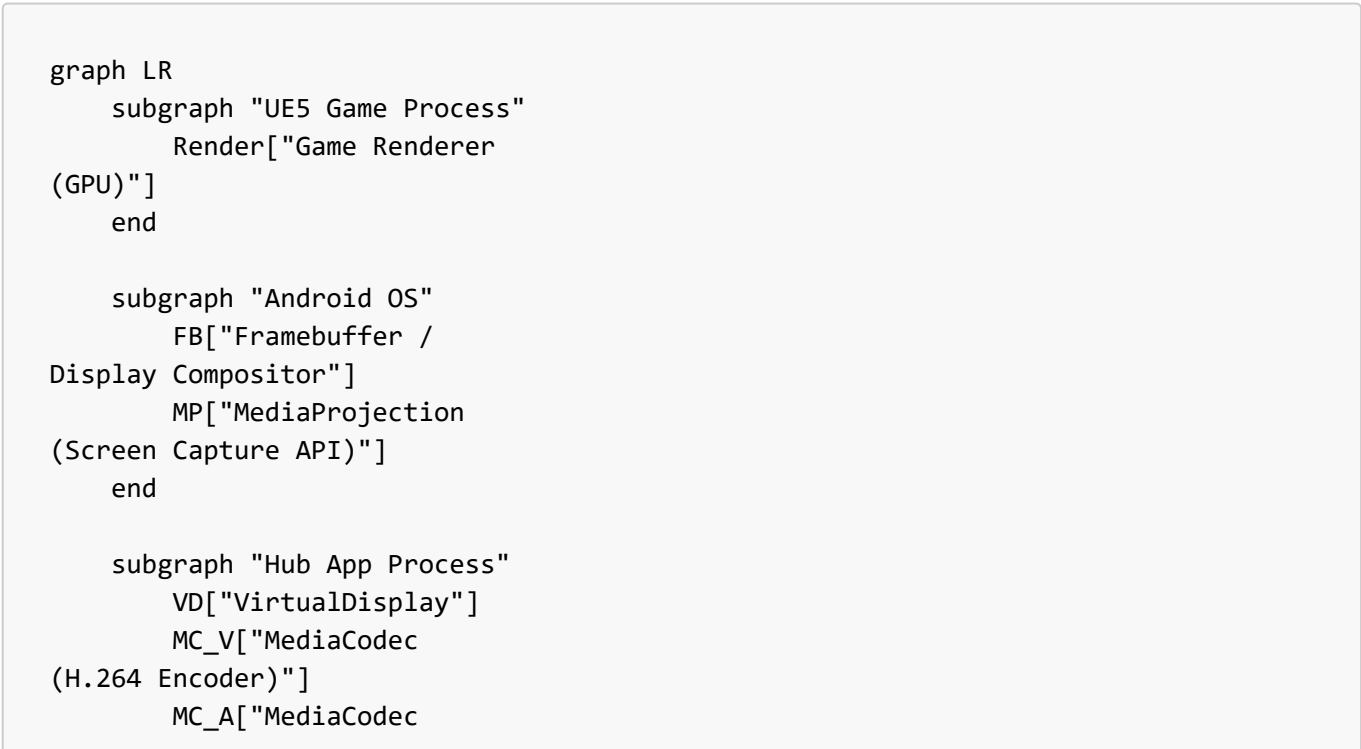 graph LR
    subgraph "UE5 Game Process"
        Render["Game Renderer
(GPU)"]
    end

    subgraph "Android OS"
        FB["Framebuffer /
Display Compositor"]
        MP["MediaProjection
(Screen Capture API)"]
    end

    subgraph "Hub App Process"
        VD["VirtualDisplay"]
        MC_V["MediaCodec
(H.264 Encoder)"]
        MC_A["MediaCodec